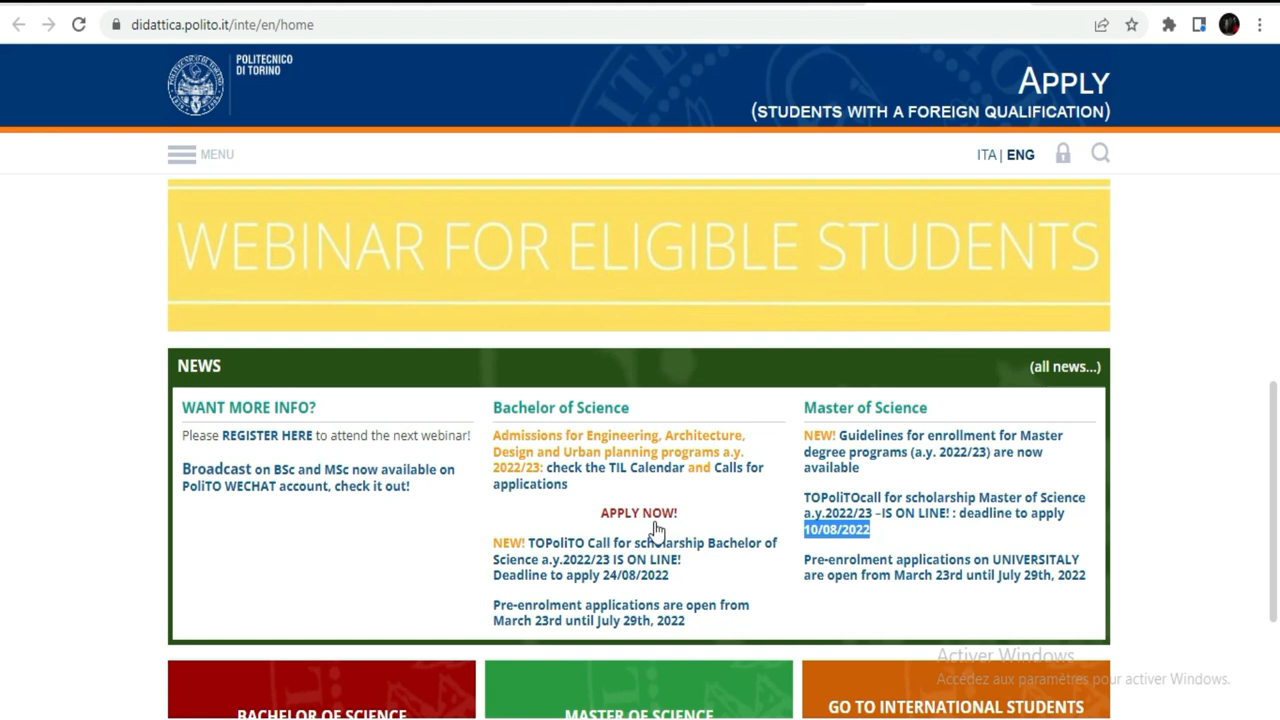 didattica.polito.it/inte/en/home
POLITECNICO
DI TORINO
APPLY
(STUDENTS WITH A FOREIGN QUALIFICATION)
MENU
ITA | ENG
WEBINAR FOR ELIGIBLE STUDENTS
NEWS
(all news...)
WANT MORE INFO?
Please REGISTER HERE to attend the next webinar!
Broadcast on BSc and MSc now available on
PoliTO WECHAT account, check it out!
Bachelor of Science
Admissions for Engineering, Architecture,
Design and Urban planning programs a.y.
2022/23: check the TIL Calendar and Calls for
applications
APPLY NOW!
NEW! TOPoliTO Call for scholarship Bachelor of
Science a.y.2022/23 IS ON LINE!
Deadline to apply 24/08/2022
Pre-enrolment applications are open from
March 23rd until July 29th, 2022
Master of Science
NEW! Guidelines for enrollment for Master
degree programs (a.y. 2022/23) are now
available
TOPoliTOcall for scholarship Master of Science
a.y.2022/23 –IS ON LINE! : deadline to apply
10/08/2022
Pre-enrolment applications on UNIVERSITALY
are open from March 23rd until July 29th, 2022
Activer Windows
Accédez aux paramètres pour activer Windows.
BACHELOR OF SCIENCE
MASTER OF SCIENCE
GO TO INTERNATIONAL STUDENTS